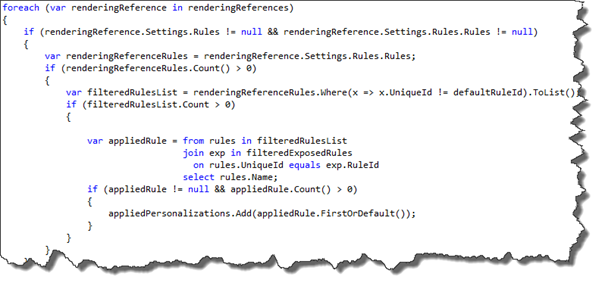 foreach (var renderingReference in renderingReferences)
{
if (renderingReference.Settings.Rules != null && renderingReference.Settings.Rules.Rules != null)
{
var renderingReferenceRules = renderingReference.Settings.Rules.Rules;
if (renderingReferenceRules.Count() > 0)
{
var filteredRulesList = renderingReferenceRules.Where(x => x.UniqueId != defaultRuleId).ToList();
if (filteredRulesList.Count > 0)
{
var appliedRule = from rules in filteredRulesList
join exp in filteredExposedRules
on rules.UniqueId equals exp.RuleId
select rules.Name;
if (appliedRule != null && appliedRule.Count() > 0)
{
appliedPersonalizations.Add(appliedRule.FirstOrDefault());
}
}
}